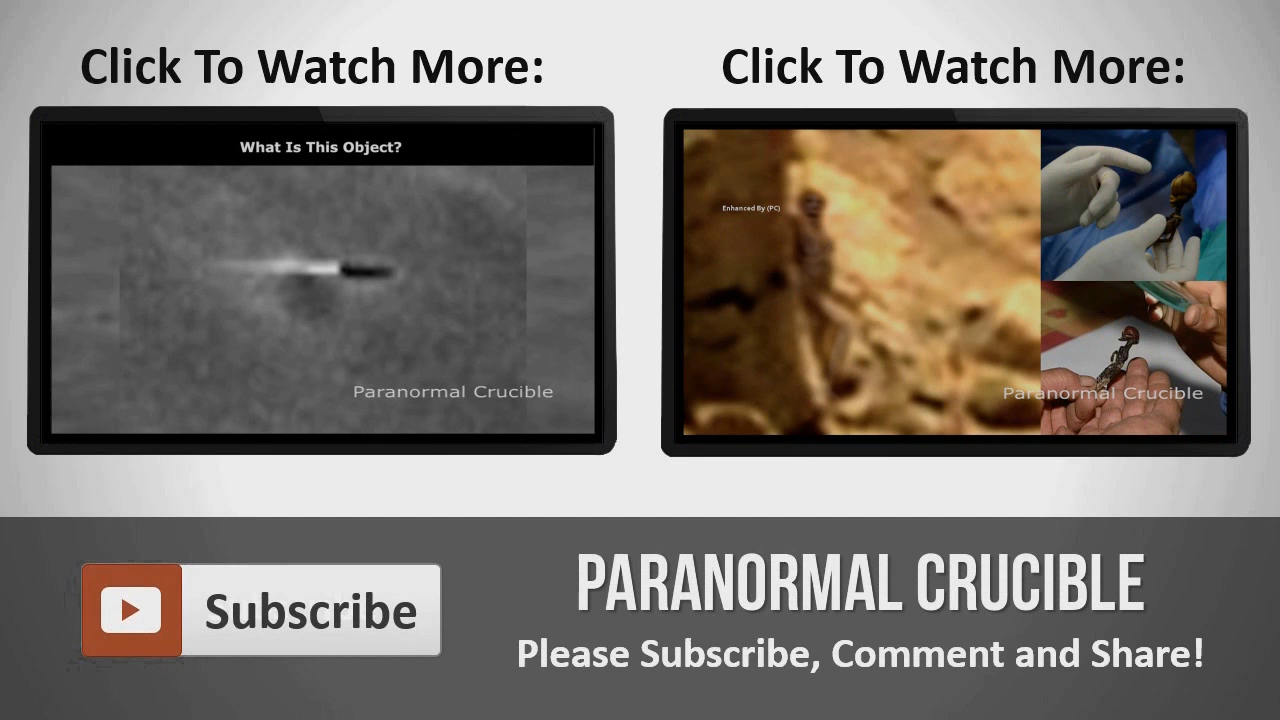 Click To Watch More:
Click To Watch More:
What Is This Object?
Paranormal Crucible
Enhanced By (PC)
Paranormal Crucible
Subscribe
PARANORMAL CRUCIBLE
Please Subscribe, Comment and Share!